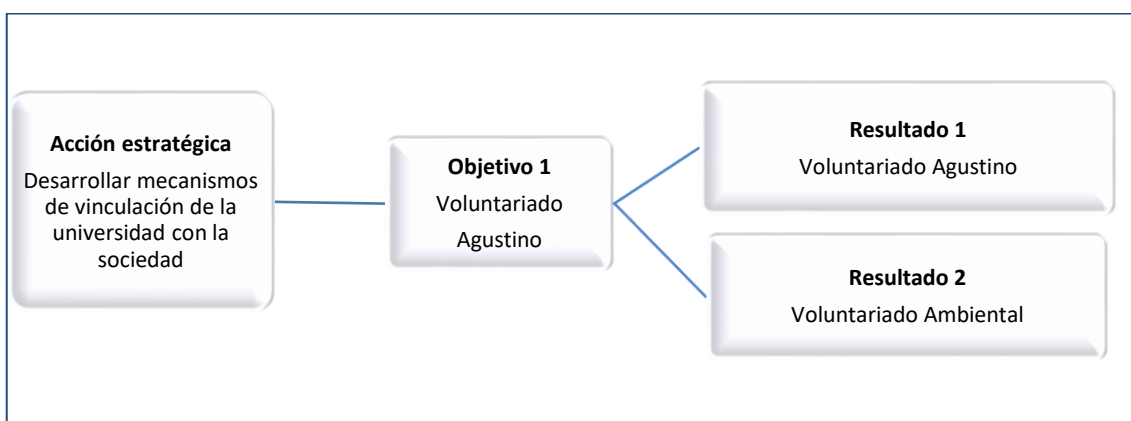 Acción estratégica
Desarrollar mecanismos
de vinculación de la
universidad con la
sociedad
Objetivo 1
Voluntariado
Agustino
Resultado 1
Voluntariado Agustino
Resultado 2
Voluntariado Ambiental